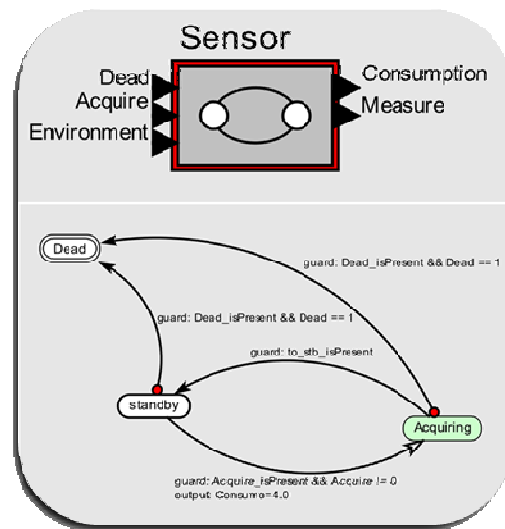 Sensor
Dead
Acquire
Environment
Consumption
Measure
Dead
guard: Dead_isPresent && Dead == 1
guard: Dead_isPresent && Dead == 1
guard: to_stb_isPresent
standby
Acquiring
guard: Acquire_isPresent && Acquire != 0
output: Consumo=4.0